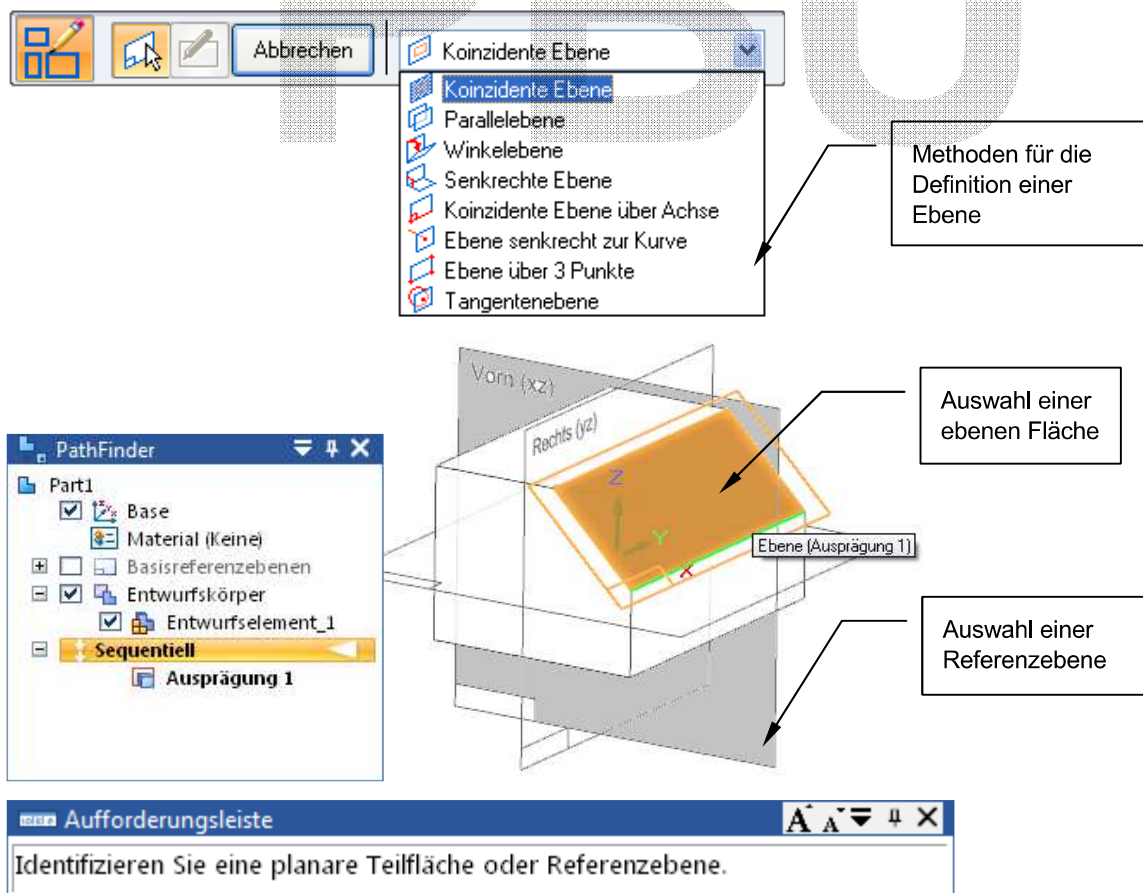 Abbrechen
Koinzidente Ebene
Koinzidente Ebene
Parallelebene
Winkelebene
Senkrechte Ebene
Koinzidente Ebene über Achse
Ebene senkrecht zur Kurve
Ebene über 3 Punkte
Tangentenebene
Methoden für die
Definition einer
Ebene
Vorn (xz)
Rechts (yz)
Z
Y
X
Ebene (Ausprägung 1)
Auswahl einer
ebenen Fläche
Auswahl einer
Referenzebene
PathFinder
Part1
Base
Material (Keine)
Basisreferenzebenen
Entwurfskörper
Entwurfselement_1
Sequentiell
Ausprägung 1
Aufforderungsleiste
A A
Identifizieren Sie eine planare Teilfläche oder Referenzebene.